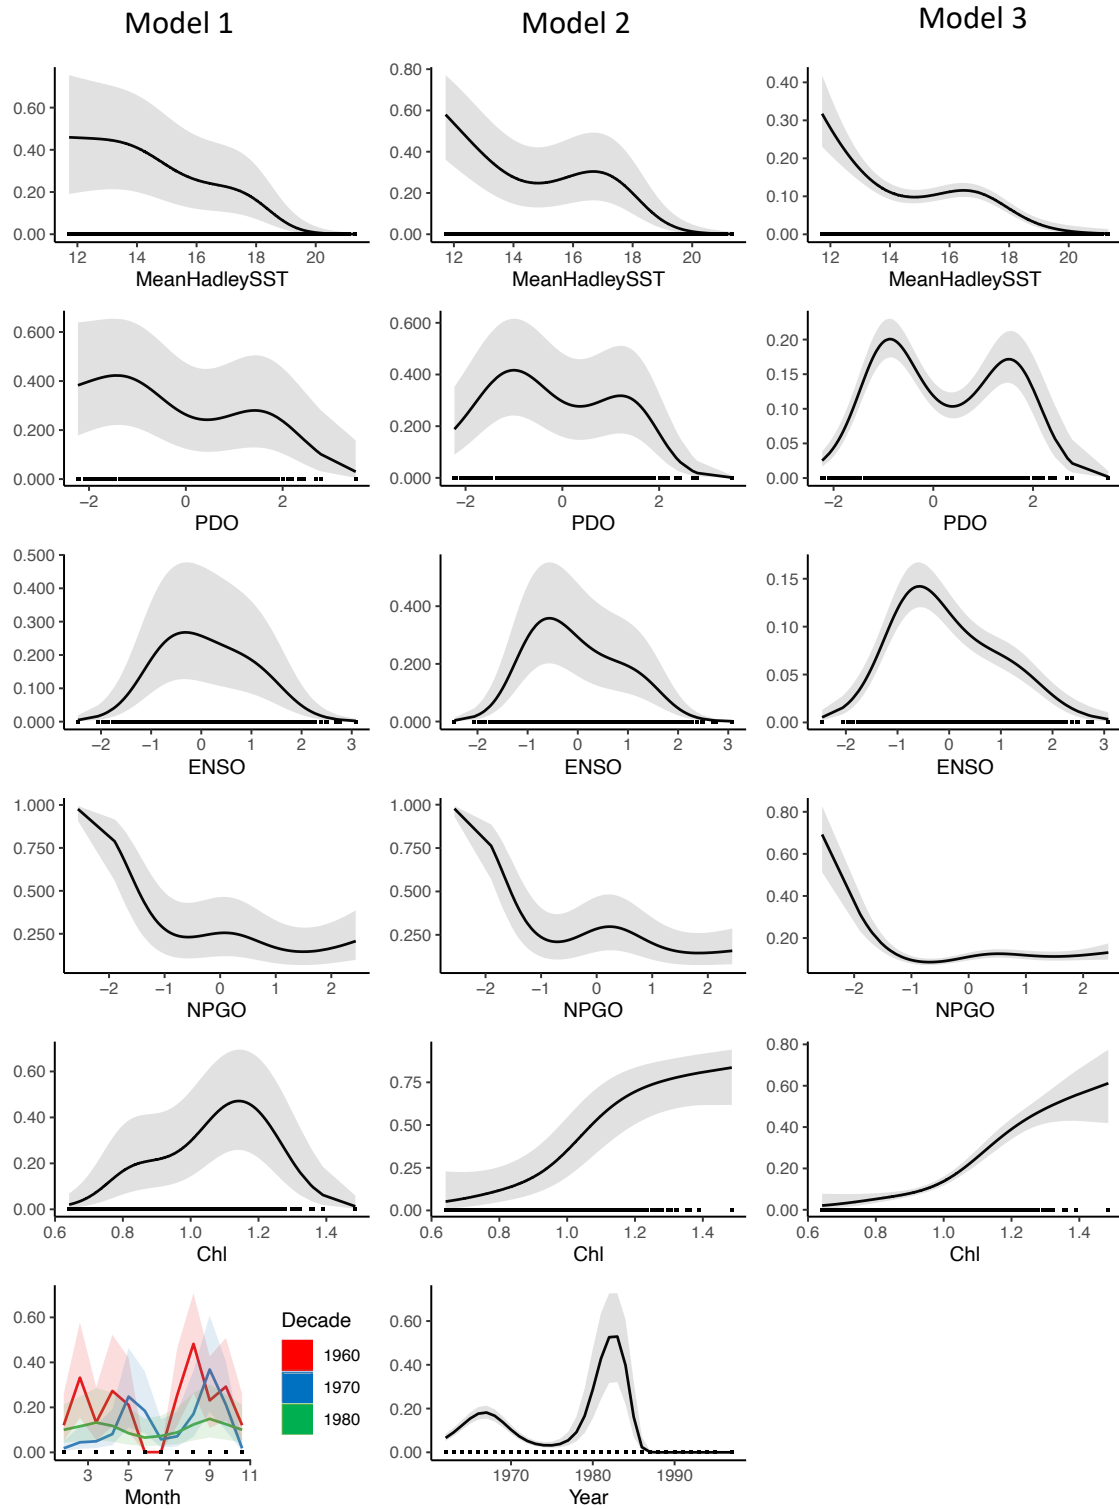 Model 1 Model 2 Model 3
0.60 0.40 0.20 0.00
12 14 16 18 20
MeanHadleySST
0.80 0.60 0.40 0.20 0.00
12 14 16 18 20
MeanHadleySST
0.40 0.30 0.20 0.10 0.00
12 14 16 18 20
MeanHadleySST
0.600 0.400 0.200 0.000
−2 0 2
PDO
0.600 0.400 0.200 0.000
−2 0 2
PDO
0.20 0.15 0.10 0.05 0.00
−2 0 2
PDO
0.500 0.400 0.300 0.200 0.100 0.000
−2 −1 0 1 2 3
ENSO
0.400 0.200 0.000
−2 −1 0 1 2 3
ENSO
0.15 0.10 0.05 0.00
−2 −1 0 1 2 3
ENSO
1.000 0.750 0.500 0.250
−2 −1 0 1 2
NPGO
1.000 0.750 0.500 0.250
−2 −1 0 1 2
NPGO
0.80 0.60 0.40 0.20
−2 −1 0 1 2
NPGO
0.60 0.40 0.20 0.00
0.6 0.8 1.0 1.2 1.4
Chl
0.75 0.50 0.25 0.00
0.6 0.8 1.0 1.2 1.4
Chl
0.80 0.60 0.40 0.20 0.00
0.6 0.8 1.0 1.2 1.4
Chl
0.60 0.40 0.20 0.00
3 5 7 9 11
Month
Decade
1960
1970
1980
0.60 0.40 0.20 0.00
1970 1980 1990
Year